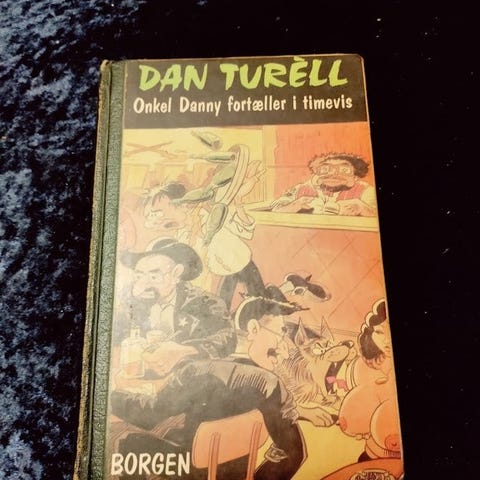 DAN TURÈLL
Onkel Danny fortæller i timevis
BORGEN